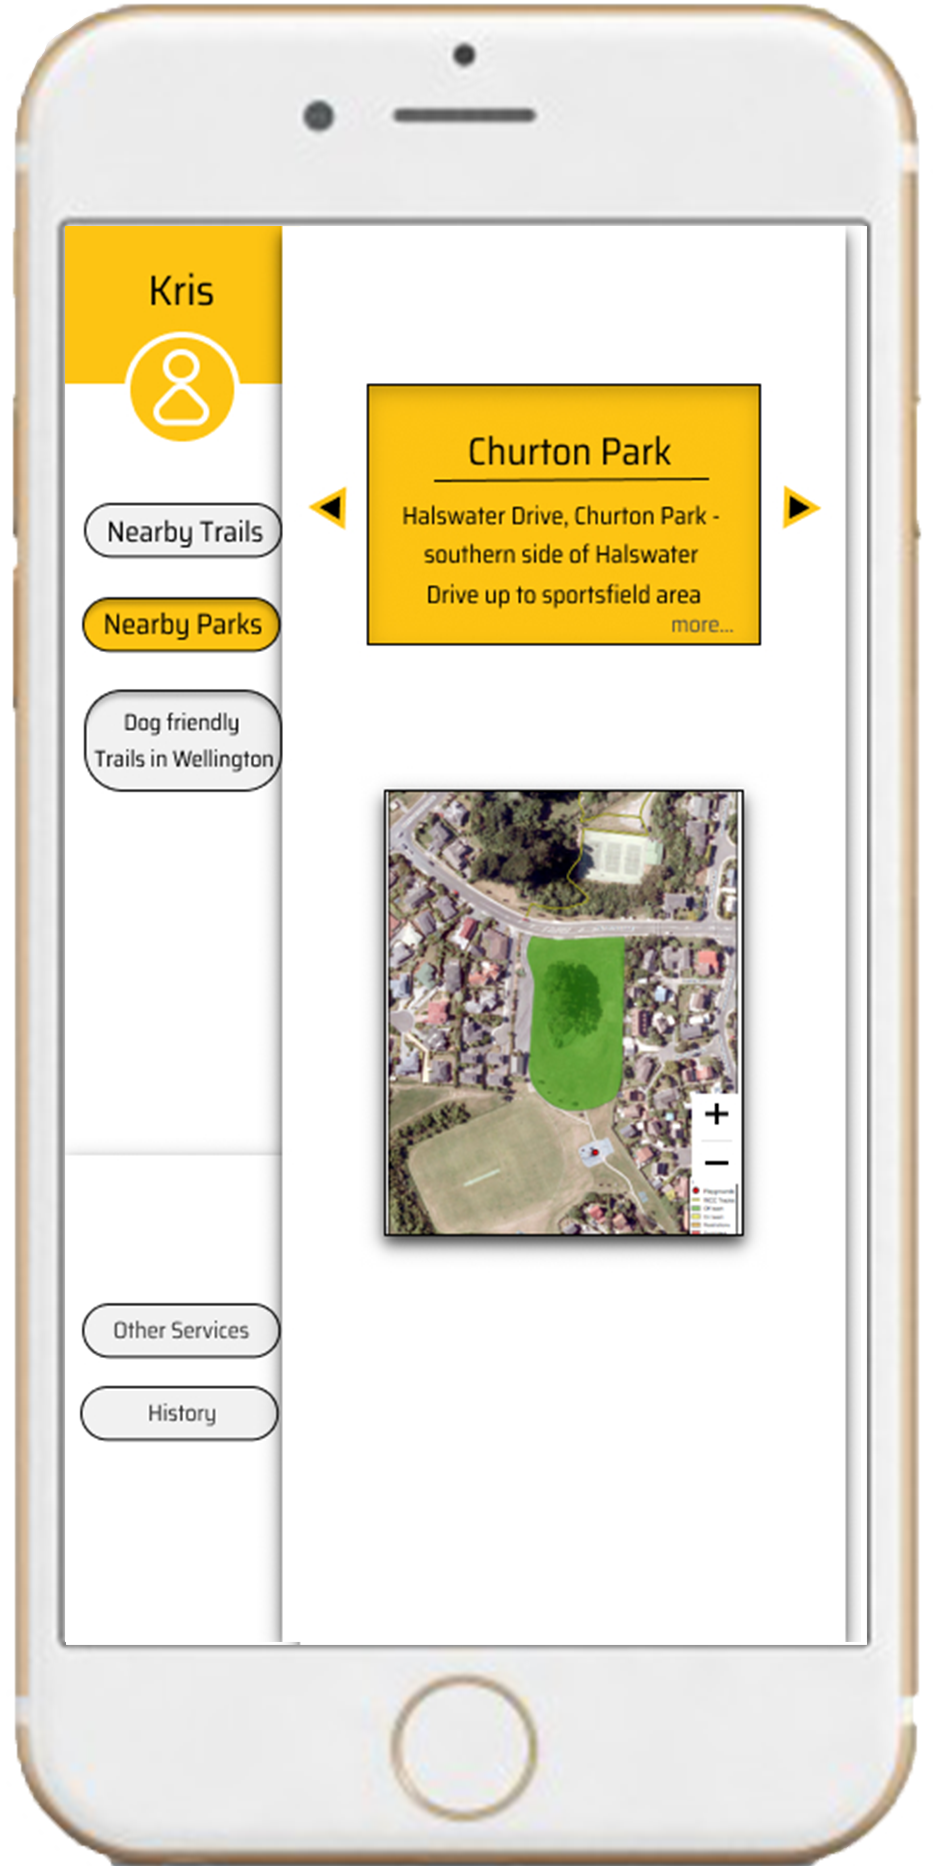 Kris
Nearby Trails
Nearby Parks
Dog friendly
Trails in Wellington
Other Services
History
Churton Park
Halswater Drive, Churton Park -
southern side of Halswater
Drive up to sportsfield area
more...
+
−
Playgrounds